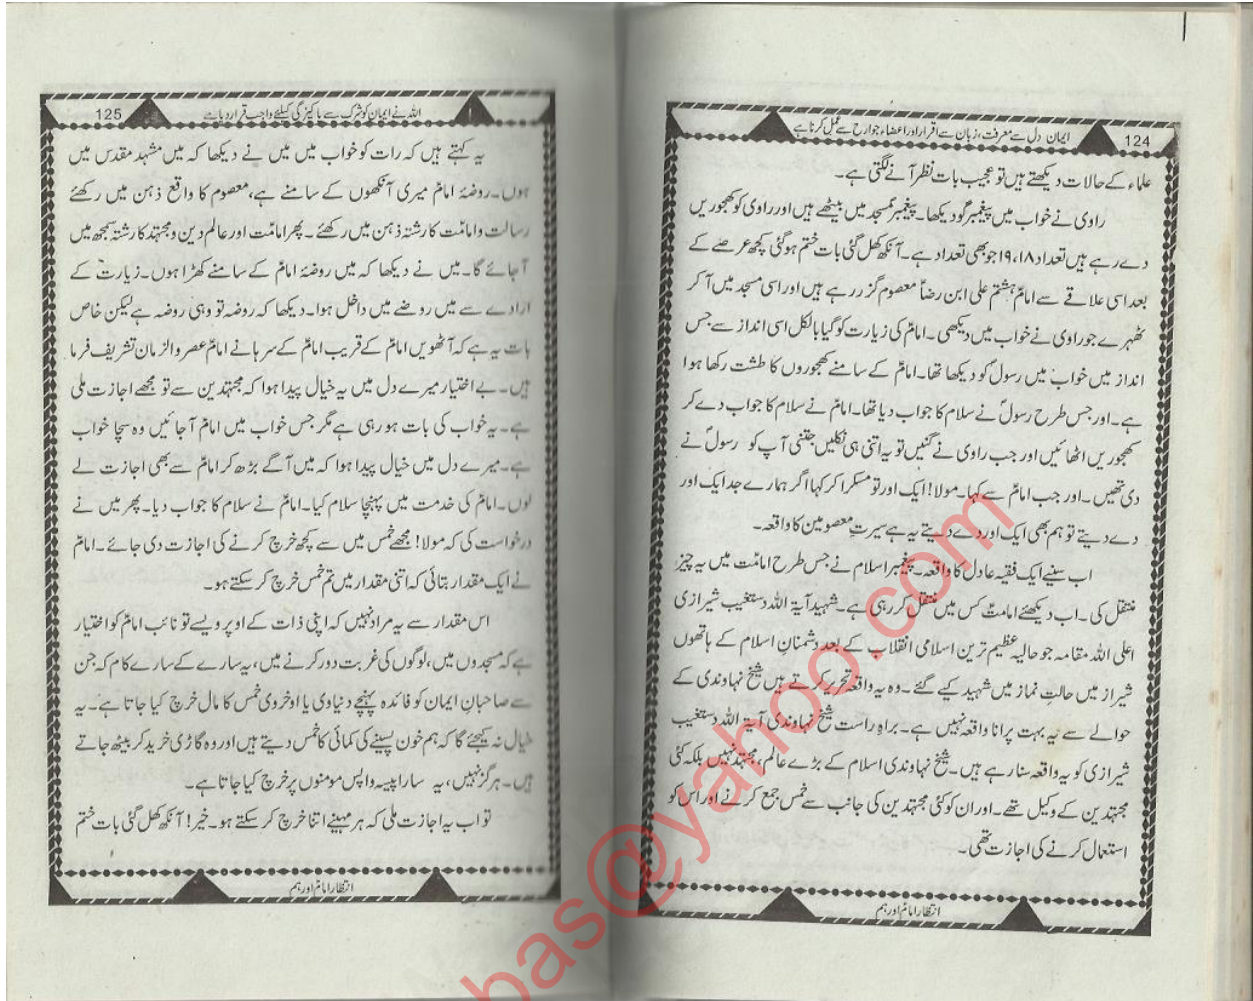 ایمان دل سے معرفت، زبان سے اقرار اور اعضاء جوارح سے عمل کرنا ہے
124
علماء کے حالات دیکھتے ہیں تو عجیب بات نظر آنے لگتی ہے۔
راوی نے خواب میں پیغمبرؐ کو دیکھا۔ پیغمبرؐ مسجد میں بیٹھے ہیں اور راوی کو کھجوریں
دے رہے ہیں تعداد ۱۸،۱۹ جو بھی تعداد ہے۔ آنکھ کھل گئی بات ختم ہو گئی کچھ عرصے کے
بعد اسی علاقے سے امامؑ ہشتم علی ابن رضاؑ معصوم گزر رہے ہیں اور اسی مسجد میں آ کر
ٹھہرے جو راوی نے خواب میں دیکھی۔ امامؑ کی زیارت کو گیا بالکل اسی انداز سے جس
انداز میں خواب میں رسولؐ کو دیکھا تھا۔ امامؑ کے سامنے کھجوروں کا طشت رکھا ہوا
ہے۔ اور جس طرح رسولؐ نے سلام کا جواب دیا تھا۔ امامؑ نے سلام کا جواب دے کر
کھجوریں اٹھائیں اور جب راوی نے گنیں تو یہ اتنی ہی نکلیں جتنی آپ کو رسولؐ نے
دی تھیں۔ اور جب امامؑ سے کہا۔ مولا! ایک اور تو مسکرا کر کہا اگر ہمارے جد ایک اور
دے دیتے تو ہم بھی ایک اور دے دیتے یہ ہے سیرتِ معصومین کا واقعہ۔
اب سنیے ایک فقیہ عادل کا واقعہ۔ پیغمبرؐ اسلام نے جس طرح امامت میں یہ چیز
منتقل کی۔ اب دیکھئے امامت کس میں منتقل کر رہی ہے۔ شہید آیۃ اللہ دستغیب شیرازی
اعلی اللہ مقامہ جو حالیہ عظیم ترین اسلامی انقلاب کے بعد دشمنانِ اسلام کے ہاتھوں
شیراز میں حالتِ نماز میں شہید کیے گئے۔ وہ یہ واقعہ تحریر کرتے ہیں شیخ نہاوندی کے
حوالے سے یہ بہت پرانا واقعہ نہیں ہے۔ براہِ راست شیخ نہاوندی آیۃ اللہ دستغیب
شیرازی کو یہ واقعہ سنا رہے ہیں۔ شیخ نہاوندی اسلام کے بڑے عالم، مجتہد نہیں بلکہ کئی
مجتہدین کے وکیل تھے۔ اور ان کو کئی مجتہدین کی جانب سے خمس جمع کرنے اور اس کو
استعمال کرنے کی اجازت تھی۔
انتظار امامؑ اور ہم
اللہ نے ایمان کو شرک سے پاکیزگی کیلئے واجب قرار دیا ہے
125
یہ کہتے ہیں کہ رات کو خواب میں میں نے دیکھا کہ میں مشہد مقدس میں
ہوں۔ روضۂ امامؑ میری آنکھوں کے سامنے ہے، معصوم کا واقع ذہن میں رکھئے
رسالت و امامت کا رشتہ ذہن میں رکھئے۔ پھر امامت اور عالم دین و مجتہد کا رشتہ سمجھ میں
آ جائے گا۔ میں نے دیکھا کہ میں روضۂ امامؑ کے سامنے کھڑا ہوں۔ زیارت کے
ارادے سے میں روضے میں داخل ہوا۔ دیکھا کہ روضہ تو وہی روضہ ہے لیکن خاص
بات یہ ہے کہ آٹھویں امامؑ کے قریب امامؑ کے سرہانے امامؑ عصر و الزمان تشریف فرما
ہیں۔ بے اختیار میرے دل میں یہ خیال پیدا ہوا کہ مجتہدین سے تو مجھے اجازت ملی
ہے۔ یہ خواب کی بات ہو رہی ہے مگر جس خواب میں امامؑ آ جائیں وہ سچا خواب
ہے۔ میرے دل میں خیال پیدا ہوا کہ میں آگے بڑھ کر امامؑ سے بھی اجازت لے
لوں۔ امامؑ کی خدمت میں پہنچا سلام کیا۔ امامؑ نے سلام کا جواب دیا۔ پھر میں نے
درخواست کی کہ مولا! مجھے خمس میں سے کچھ خرچ کرنے کی اجازت دی جائے۔ امامؑ
نے ایک مقدار بتائی کہ اتنی مقدار میں تم خمس خرچ کر سکتے ہو۔
اس مقدار سے یہ مراد نہیں کہ اپنی ذات کے اوپر ویسے تو نائب امامؑ کو اختیار
ہے کہ مسجدوں میں، لوگوں کی غربت دور کرنے میں، یہ سارے کے سارے کام کہ جن
سے صاحبانِ ایمان کو فائدہ پہنچے دنیاوی یا اخروی خمس کا مال خرچ کیا جاتا ہے۔ یہ
خیال نہ کیجئے گا کہ ہم خون پسینے کی کمائی کا خمس دیتے ہیں اور وہ گاڑی خرید کر بیٹھ جاتے
ہیں۔ ہرگز نہیں، یہ سارا پیسہ واپس مومنوں پر خرچ کیا جاتا ہے۔
تو اب یہ اجازت ملی کہ ہر مہینے اتنا خرچ کر سکتے ہو۔ خیر! آنکھ کھل گئی بات ختم
انتظار امامؑ اور ہم
bas@yahoo.com